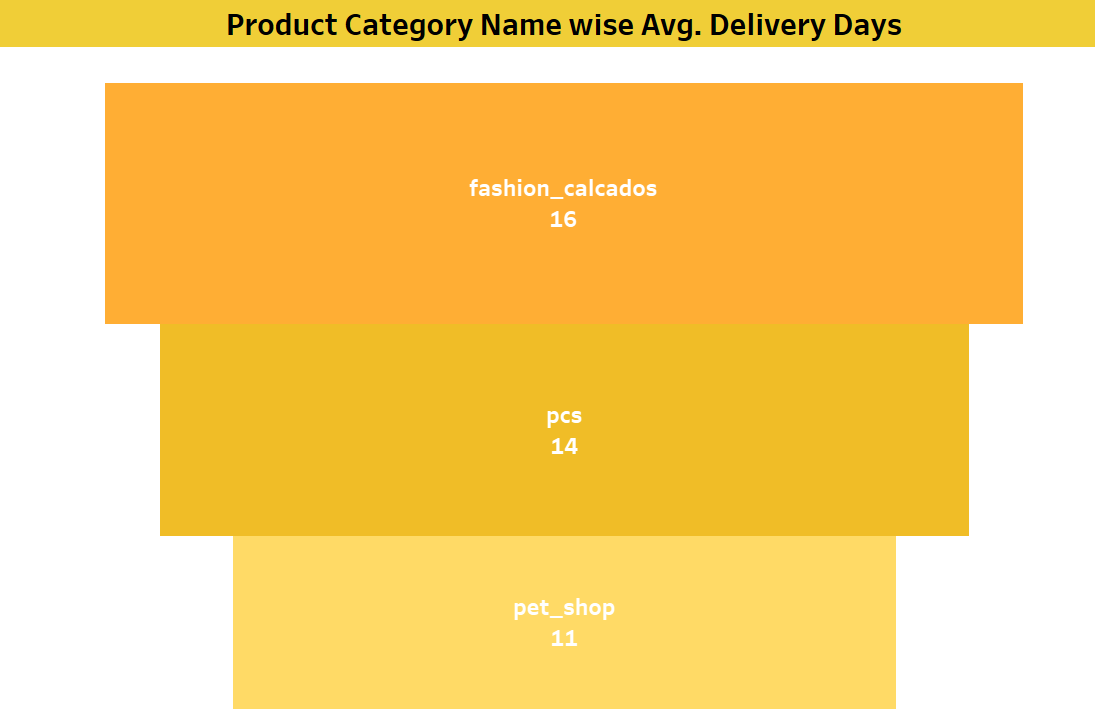 Product Category Name wise Avg. Delivery Days
fashion_calcados
16
pcs
14
pet_shop
11